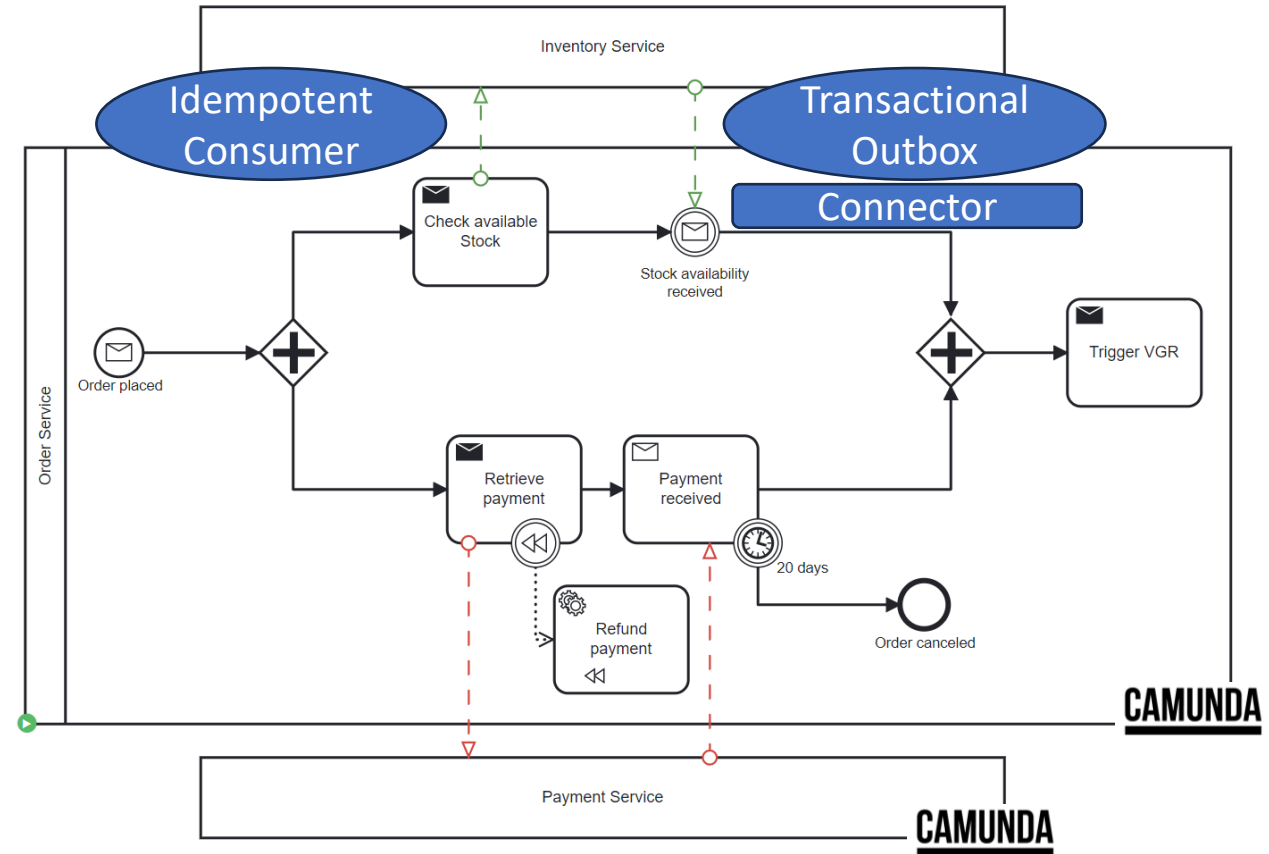 Inventory Service
Idempotent
Consumer
Transactional
Outbox
Connector
Check available
Stock
Stock availability
received
Order placed
Trigger VGR
Order Service
Retrieve
payment
Payment
received
20 days
Refund
payment
Order canceled
CAMUNDA
Payment Service
CAMUNDA